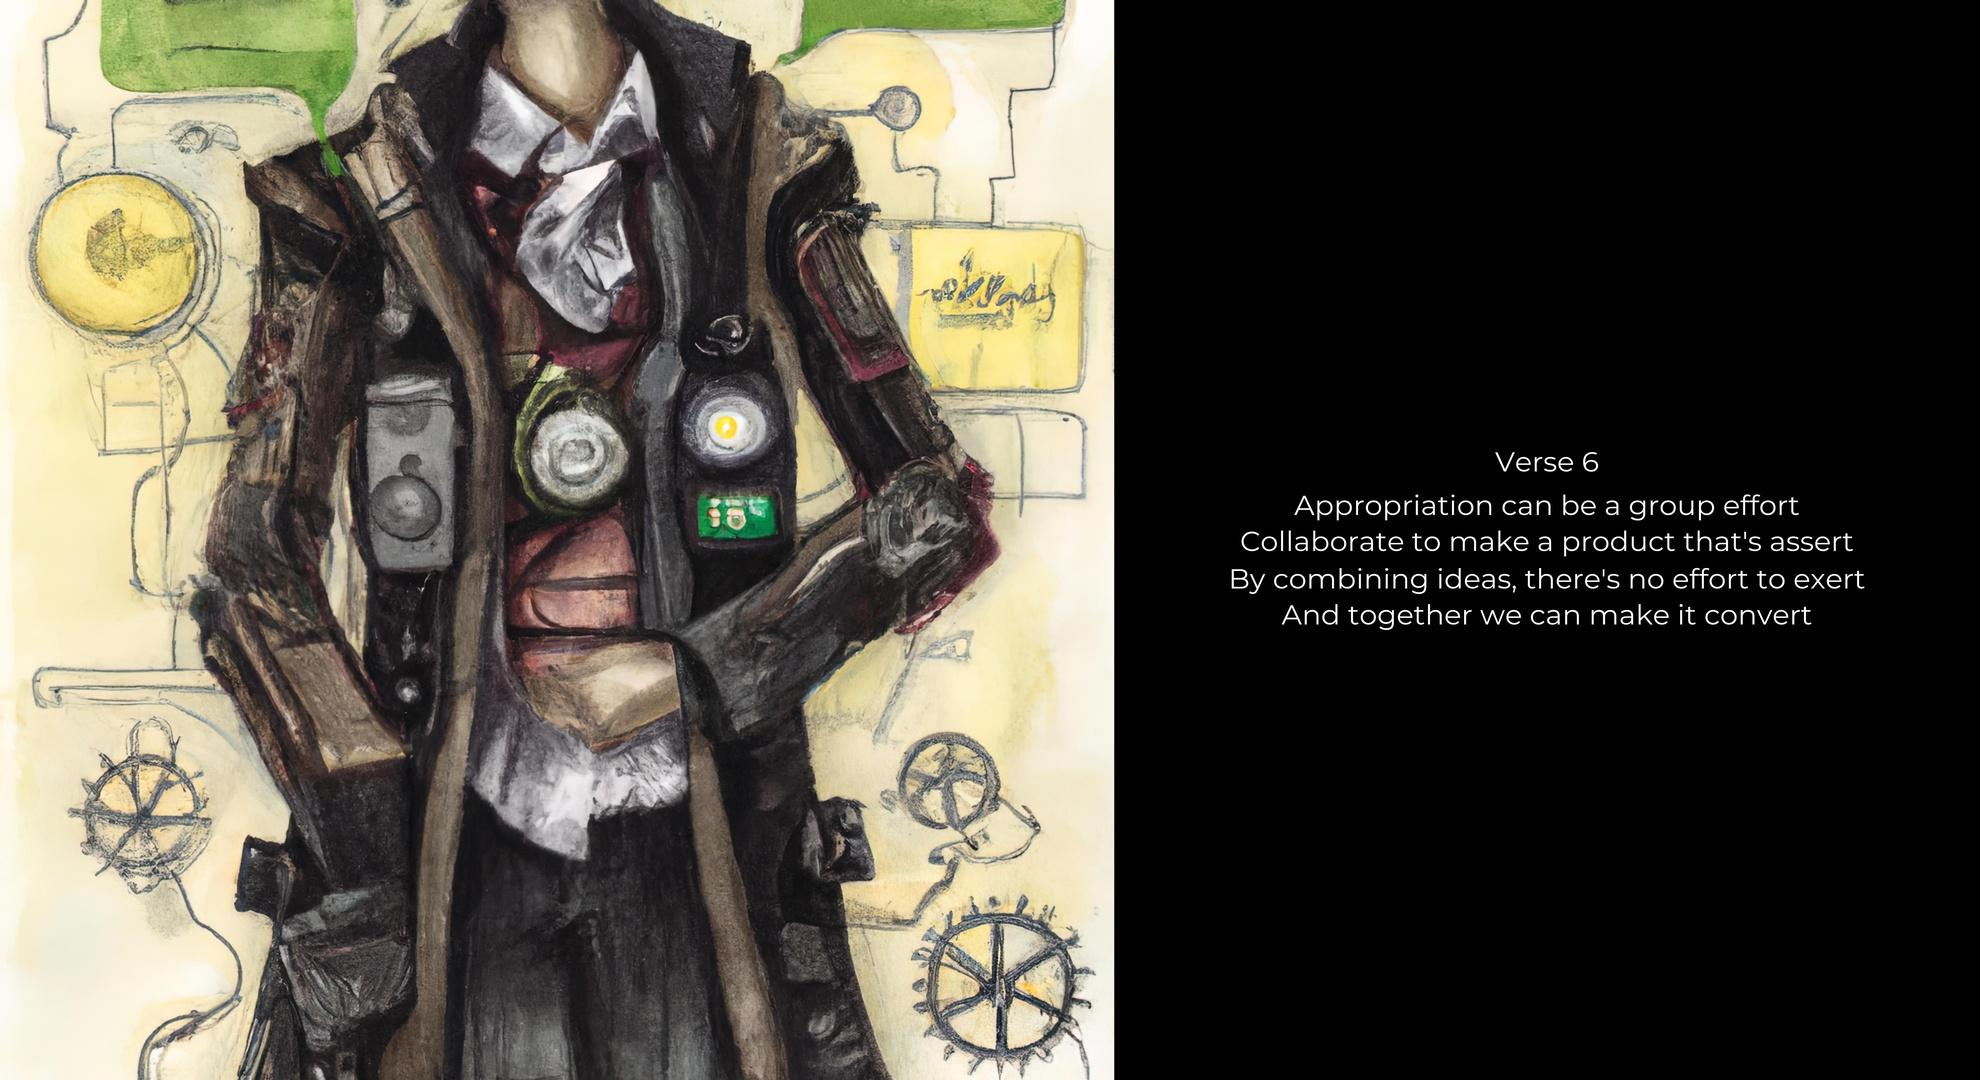 Verse 6
Appropriation can be a group effort
Collaborate to make a product that's assert
By combining ideas, there's no effort to exert
And together we can make it convert